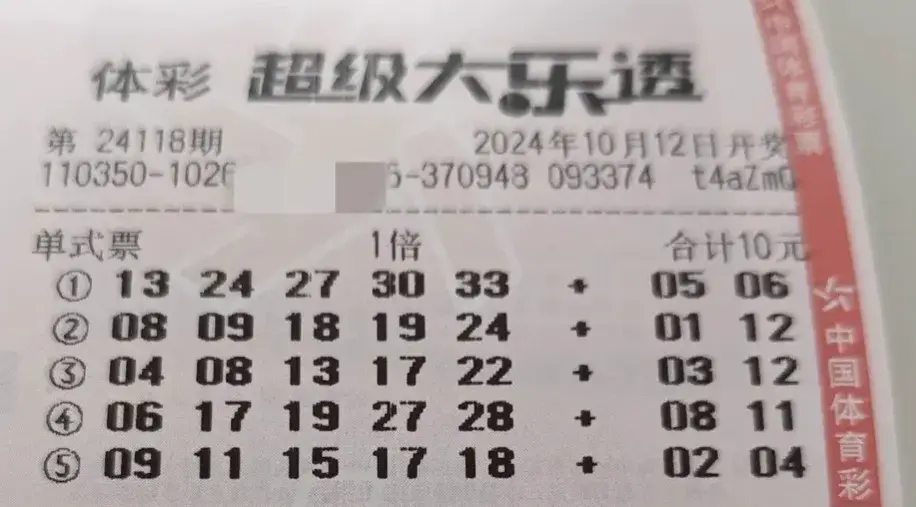 体彩 超级大乐透
第 24118期 2024年10月12日开奖
110350-1026 6-370948 093374 t4aZmQ
单式票 1倍 合计10元
① 13 24 27 30 33 + 05 06
② 08 09 18 19 24 + 01 12
③ 04 08 13 17 22 + 03 12
④ 06 17 19 27 28 + 08 11
⑤ 09 11 15 17 18 + 02 04
中国体育彩票
中国体育彩